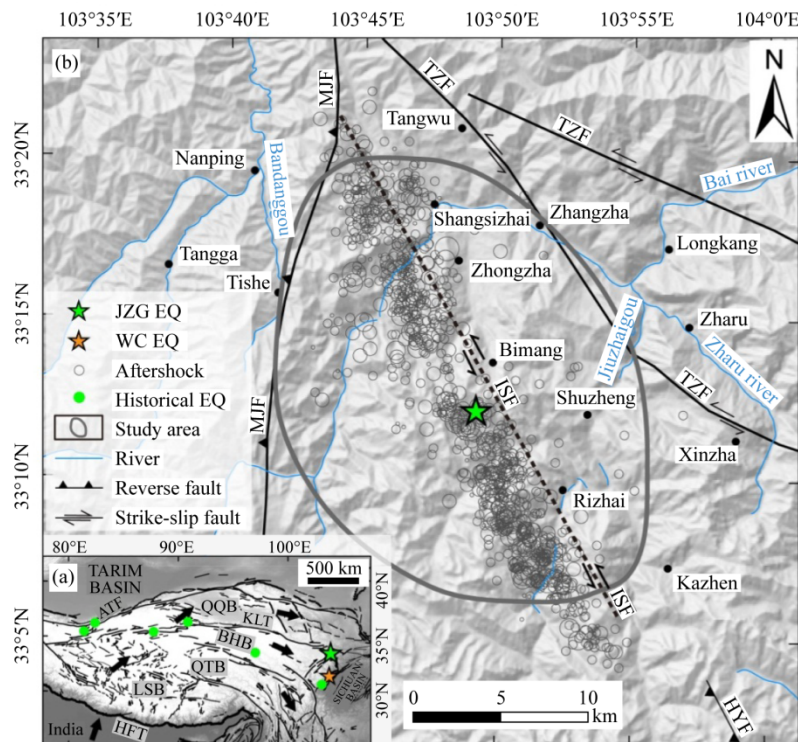 103°35'E 103°40'E 103°45'E 103°50'E 103°55'E 104°0'E
(b)
N
MJF
TZF
Tangwu
TZF
33°20'N
Nanping
Bandanggou
Bai river
Shangsizhai
Zhangzha
Longkang
Tangga
Zhongzha
Tishe
33°15'N
JZG EQ
WC EQ
Aftershock
Historical EQ
Study area
River
Reverse fault
Strike-slip fault
Zharu
Bimang
Jiuzhaigou
Zharu river
ISF
MJF
Shuzheng
TZF
Xinzha
33°10'N
Rizhai
ISF
Kazhen
80°E 90°E 100°E
(a)
500 km
TARIM
BASIN
ATF
QQB
KLT
BHB
QTB
LSB
India
HFT
SICHUAN
BASIN
40°N
35°N
30°N
33°5'N
0 5 10
km
HYF